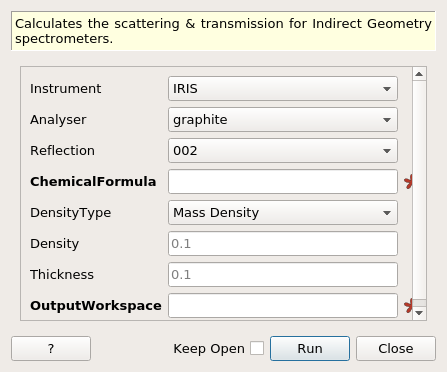 Calculates the scattering & transmission for Indirect Geometry
spectrometers.
Instrument IRIS
Analyser graphite
Reflection 002
ChemicalFormula
DensityType Mass Density
Density 0.1
Thickness 0.1
OutputWorkspace
? Keep Open Run Close